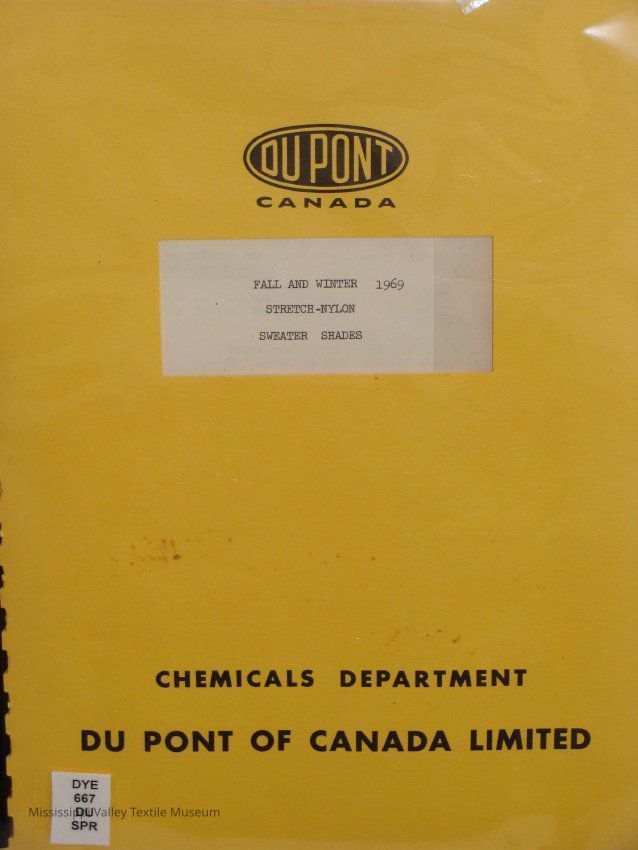 DU PONT
CANADA
FALL AND WINTER 1969
STRETCH-NYLON
SWEATER SHADES
CHEMICALS DEPARTMENT
DU PONT OF CANADA LIMITED
DYE
667
DU
SPR
Mississippi Valley Textile Museum